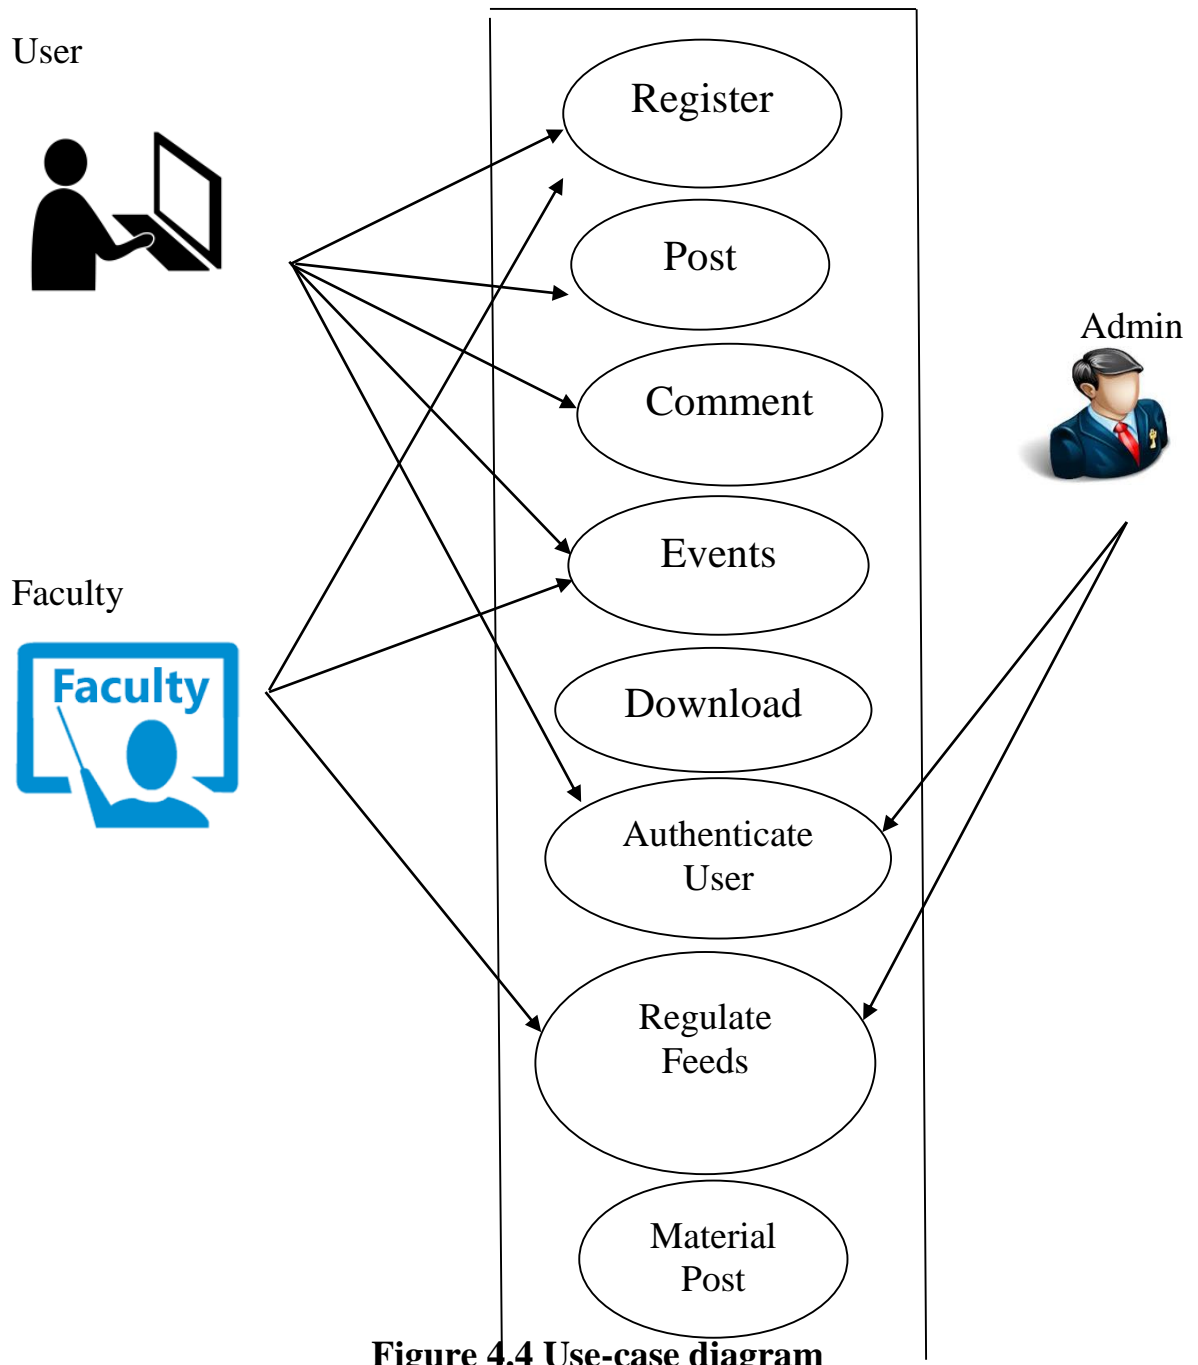 User
Register
Post
Admin
Comment
Events
Faculty
Faculty
Download
Authenticate
User
Regulate
Feeds
Material
Post
Figure 4.4 Use-case diagram